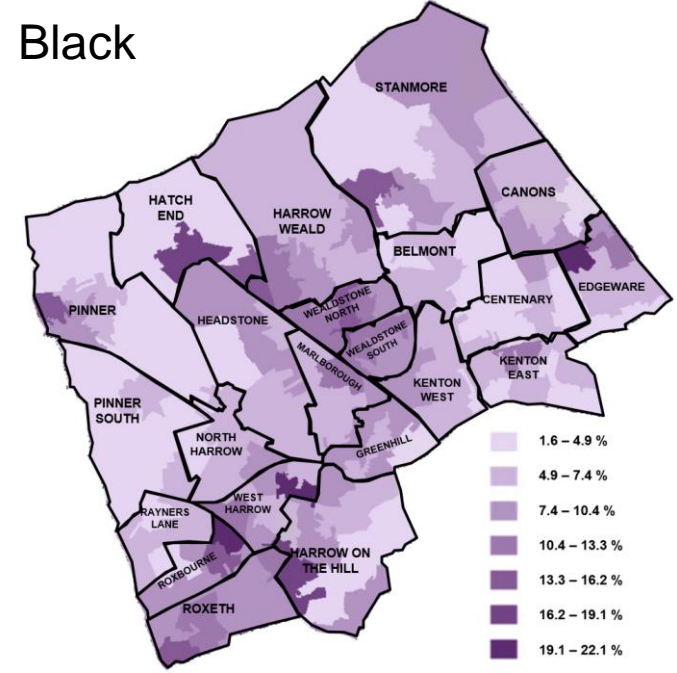 Black
STANMORE
HATCH
END
CANONS
HARROW
WEALD
BELMONT
PINNER
HEADSTONE
WEALDSTONE
NORTH
CENTENARY
EDGEWARE
WEALDSTONE
SOUTH
MARLBOROUGH
KENTON
EAST
KENTON
WEST
PINNER
SOUTH
NORTH
HARROW
GREENHILL
1.6 – 4.9 %
4.9 – 7.4 %
7.4 – 10.4 %
10.4 – 13.3 %
13.3 – 16.2 %
16.2 – 19.1 %
19.1 – 22.1 %
WEST
HARROW
RAYNERS
LANE
ROXBOURNE
HARROW ON
THE HILL
ROXETH